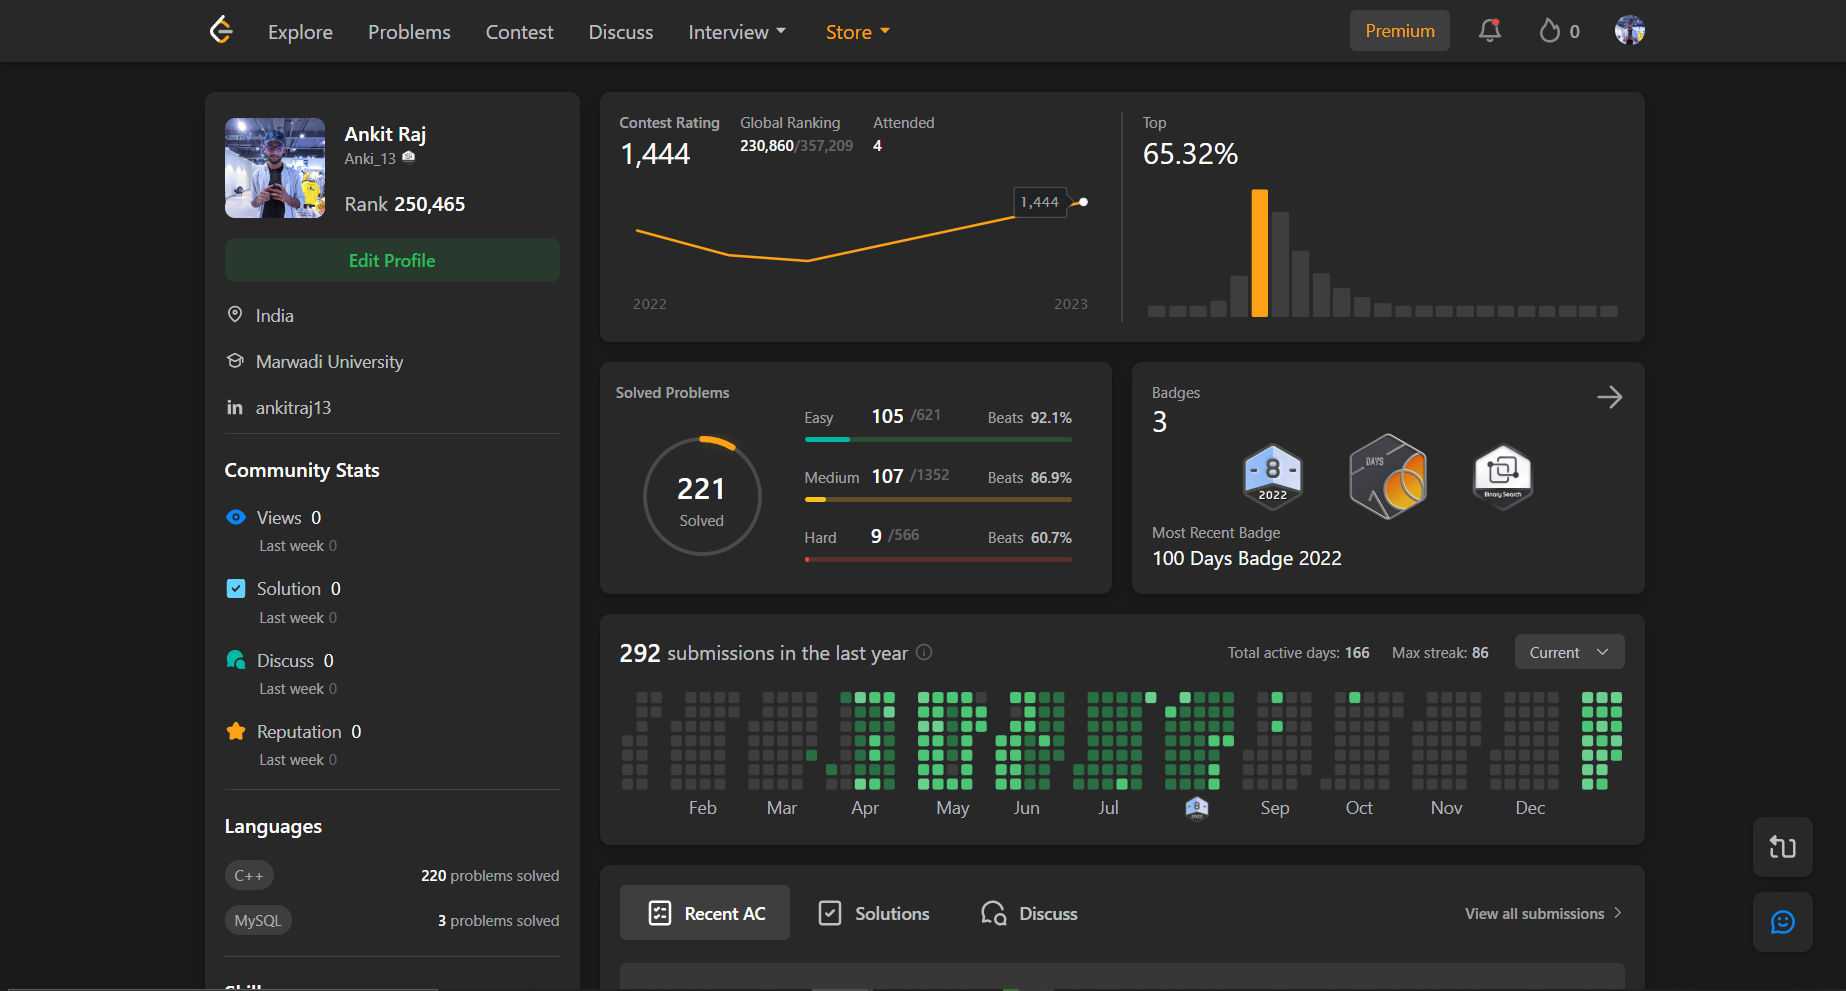 Explore Problems Contest Discuss Interview Store Premium 0
Ankit Raj
Anki_13
Rank 250,465
Edit Profile
India
Marwadi University
in ankitraj13
Community Stats
Views 0
Last week 0
Solution 0
Last week 0
Discuss 0
Last week 0
Reputation 0
Last week 0
Languages
C++ 220 problems solved
MySQL 3 problems solved
Contest Rating Global Ranking Attended
1,444 230,860/357,209 4
1,444
2022 2023
Top
65.32%
Solved Problems
221
Solved
Easy 105 /621 Beats 92.1%
Medium 107 /1352 Beats 86.9%
Hard 9 /566 Beats 60.7%
Badges
3
8
2022
DAYS
Binary Search
Most Recent Badge
100 Days Badge 2022
292 submissions in the last year Total active days: 166 Max streak: 86 Current
Feb Mar Apr May Jun Jul Sep Oct Nov Dec
Recent AC Solutions Discuss View all submissions